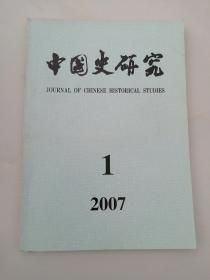 中国史研究
JOURNAL OF CHINESE HISTORICAL STUDIES
1
2007